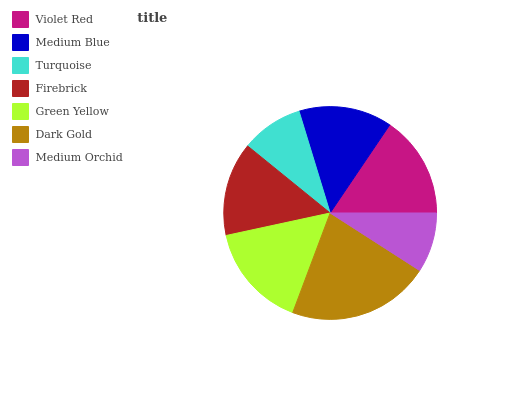 title
Violet Red
Medium Blue
Turquoise
Firebrick
Green Yellow
Dark Gold
Medium Orchid